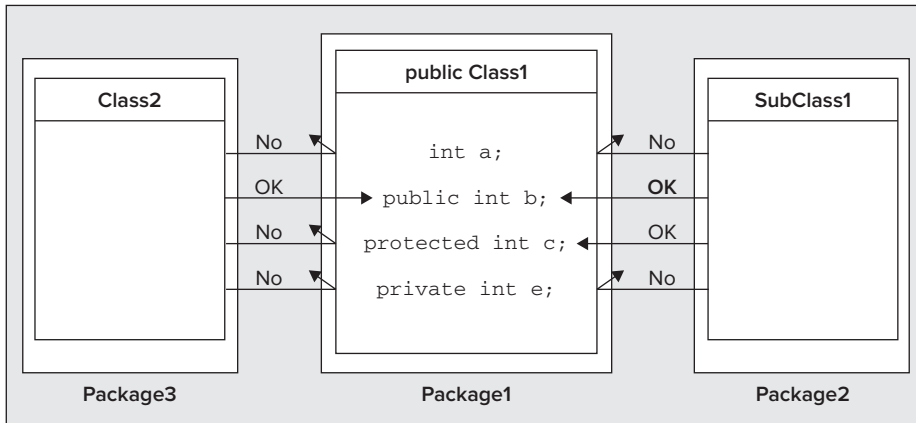 public Class1
Class2
SubClass1
No
int a;
No
OK
public int b;
OK
No
protected int c;
OK
No
private int e;
No
Package3
Package1
Package2